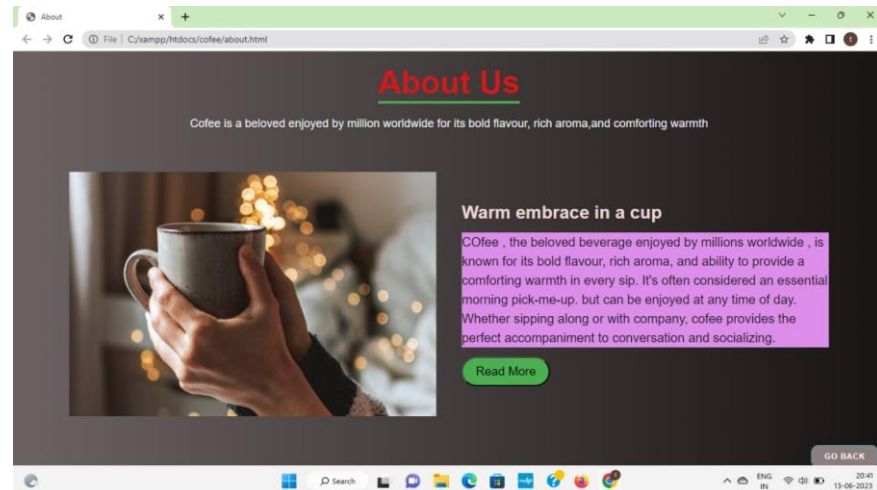 About
File | C:/xampp/htdocs/cofee/about.html
About Us
Cofee is a beloved enjoyed by million worldwide for its bold flavour, rich aroma,and comforting warmth
Warm embrace in a cup
COfee , the beloved beverage enjoyed by millions worldwide , is
known for its bold flavour, rich aroma, and ability to provide a
comforting warmth in every sip. It's often considered an essential
morning pick-me-up. but can be enjoyed at any time of day.
Whether sipping along or with company, cofee provides the
perfect accompaniment to conversation and socializing.
Read More
GO BACK
Search
ENG
IN
20:41
13-06-2023